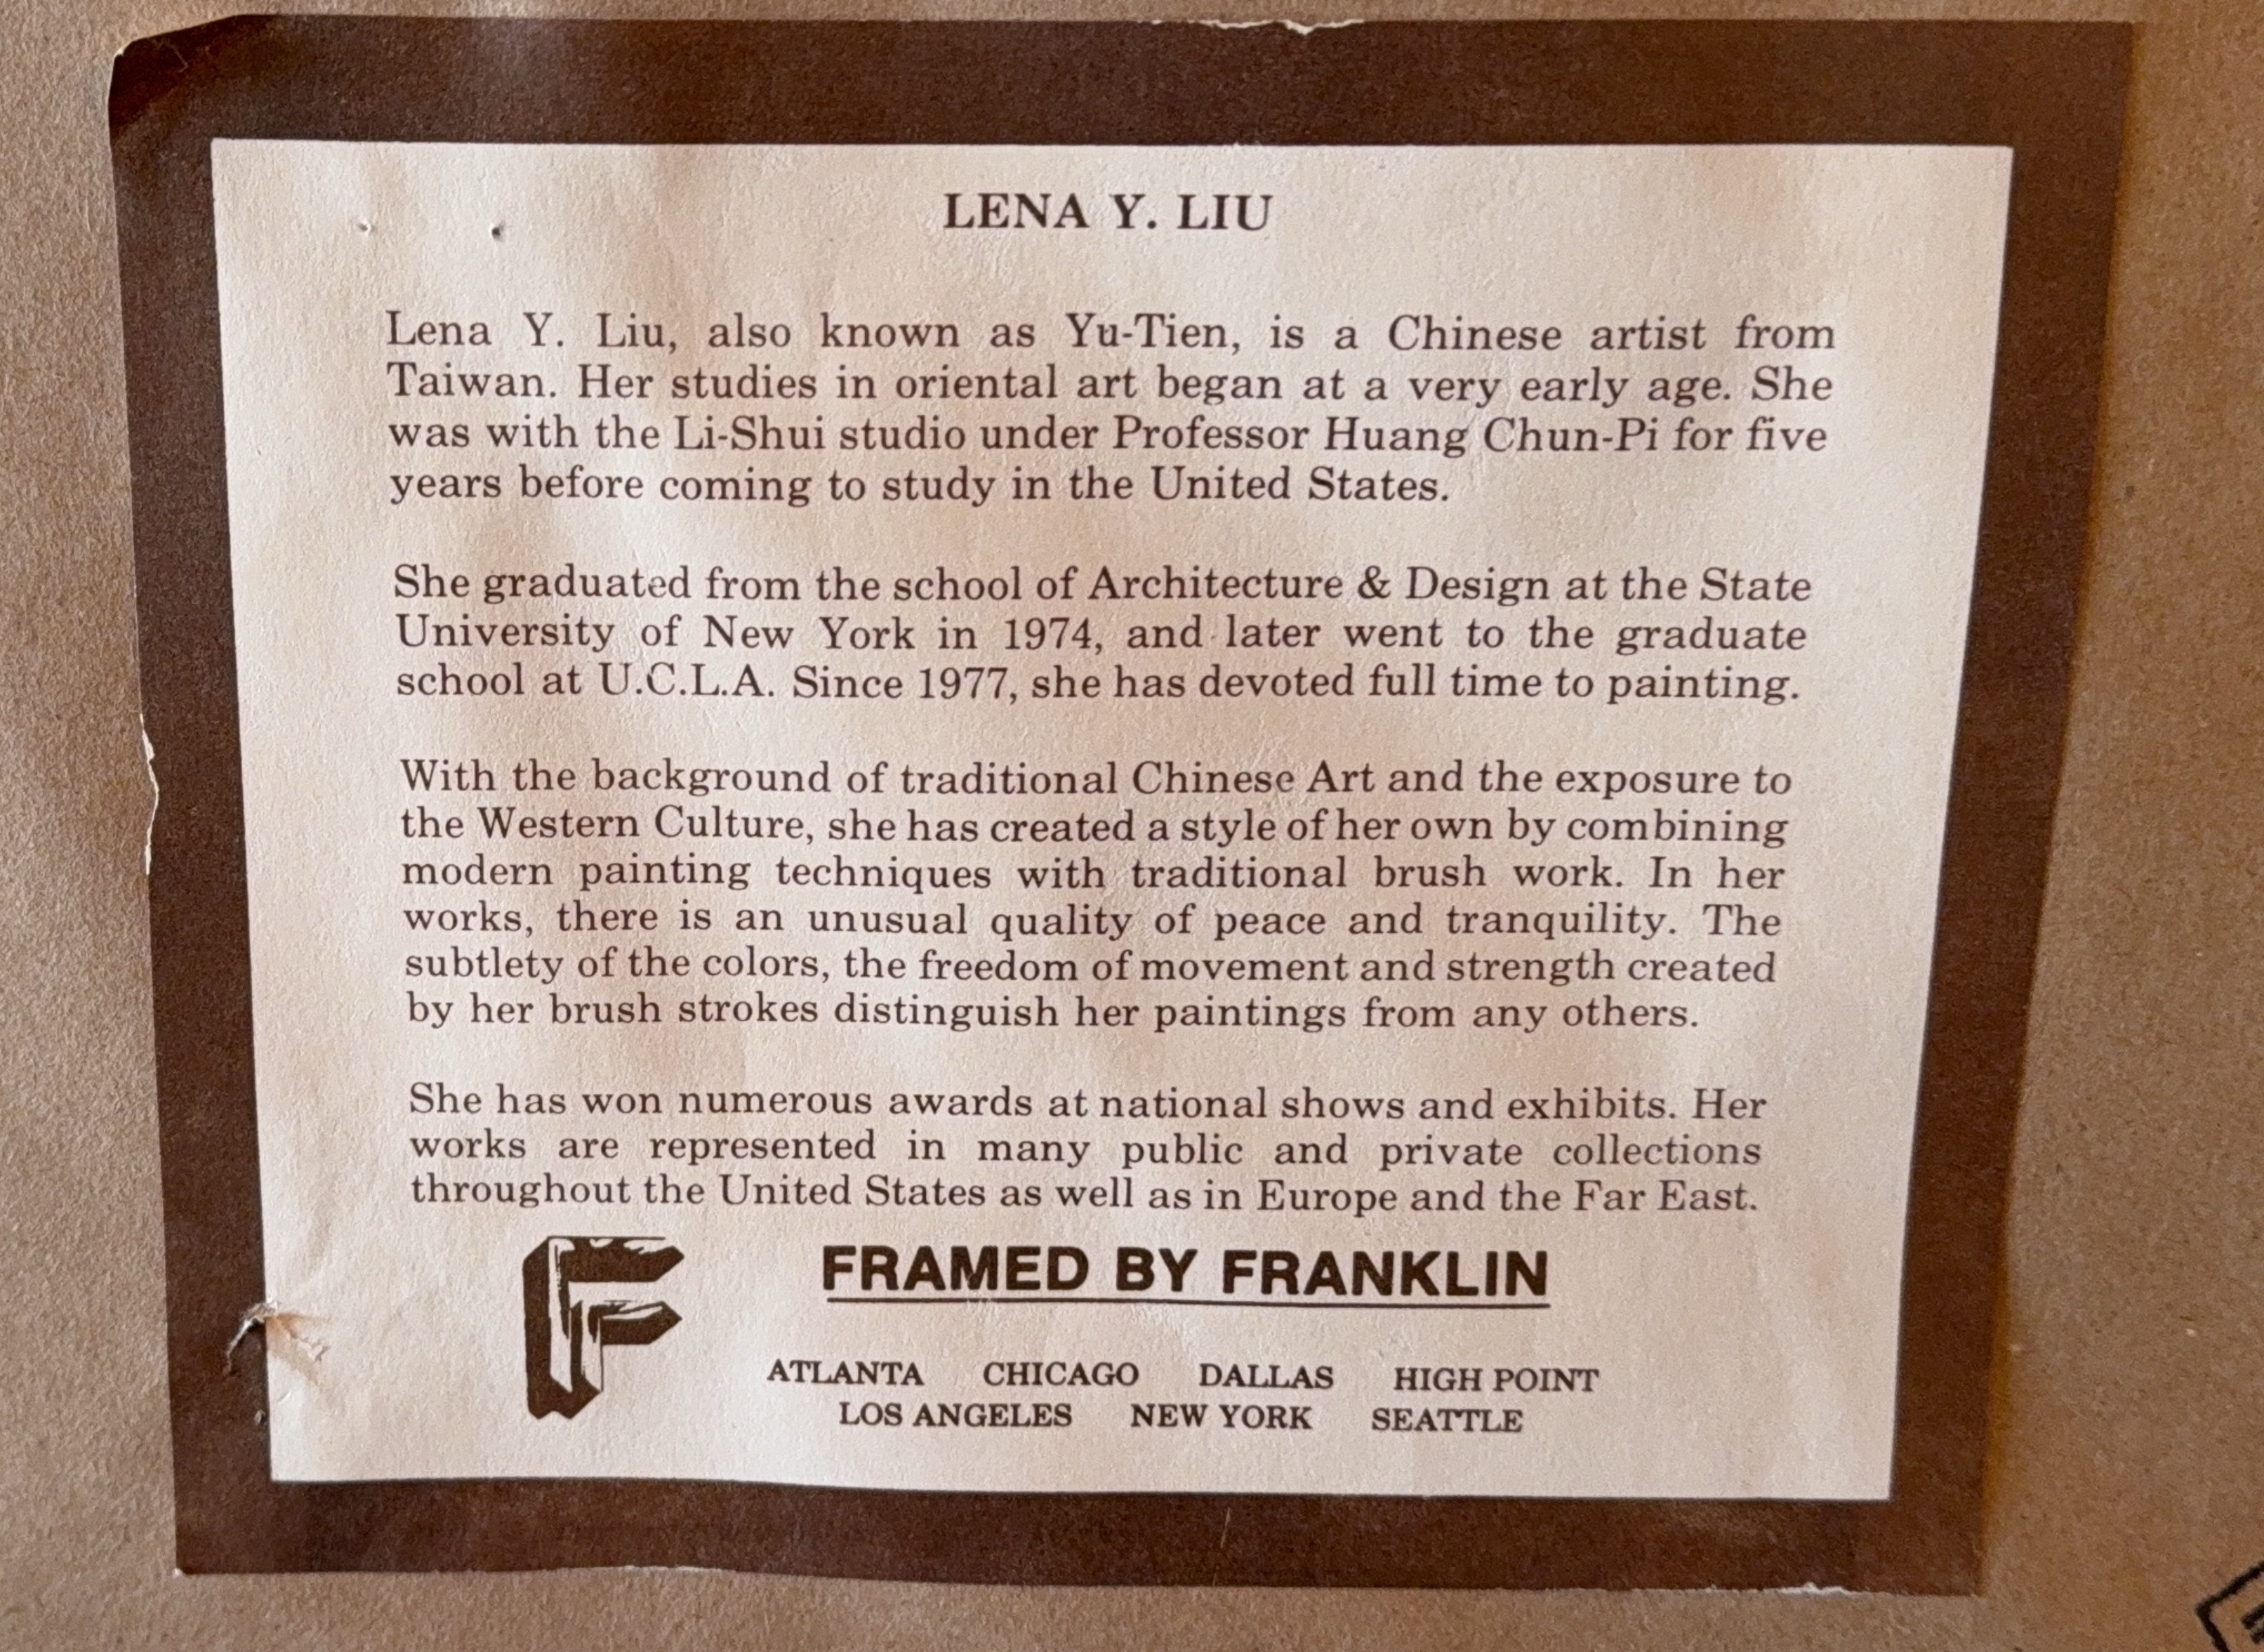 LENA Y. LIU
Lena Y. Liu, also known as Yu-Tien, is a Chinese artist from
Taiwan. Her studies in oriental art began at a very early age. She
was with the Li-Shui studio under Professor Huang Chun-Pi for five
years before coming to study in the United States.
She graduated from the school of Architecture & Design at the State
University of New York in 1974, and later went to the graduate
school at U.C.L.A. Since 1977, she has devoted full time to painting.
With the background of traditional Chinese Art and the exposure to
the Western Culture, she has created a style of her own by combining
modern painting techniques with traditional brush work. In her
works, there is an unusual quality of peace and tranquility. The
subtlety of the colors, the freedom of movement and strength created
by her brush strokes distinguish her paintings from any others.
She has won numerous awards at national shows and exhibits. Her
works are represented in many public and private collections
throughout the United States as well as in Europe and the Far East.
F FRAMED BY FRANKLIN
ATLANTA CHICAGO DALLAS HIGH POINT
LOS ANGELES NEW YORK SEATTLE